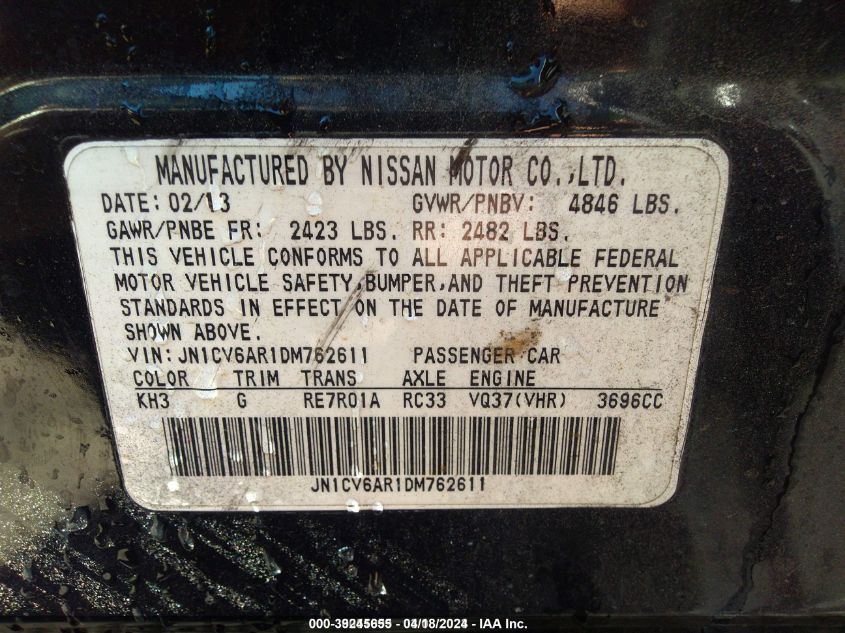 MANUFACTURED BY NISSAN MOTOR CO.,LTD.
DATE: 02/13 GVWR/PNBV: 4846 LBS.
GAWR/PNBE FR: 2423 LBS. RR: 2482 LBS.
THIS VEHICLE CONFORMS TO ALL APPLICABLE FEDERAL
MOTOR VEHICLE SAFETY,BUMPER,AND THEFT PREVENTION
STANDARDS IN EFFECT ON THE DATE OF MANUFACTURE
SHOWN ABOVE.
VIN: JN1CV6AR1DM762611 PASSENGER CAR
COLOR TRIM TRANS AXLE ENGINE
KH3 G RE7R01A RC33 VQ37(VHR) 3696CC
JN1CV6AR1DM762611
04/18/2024 - IAA Inc.